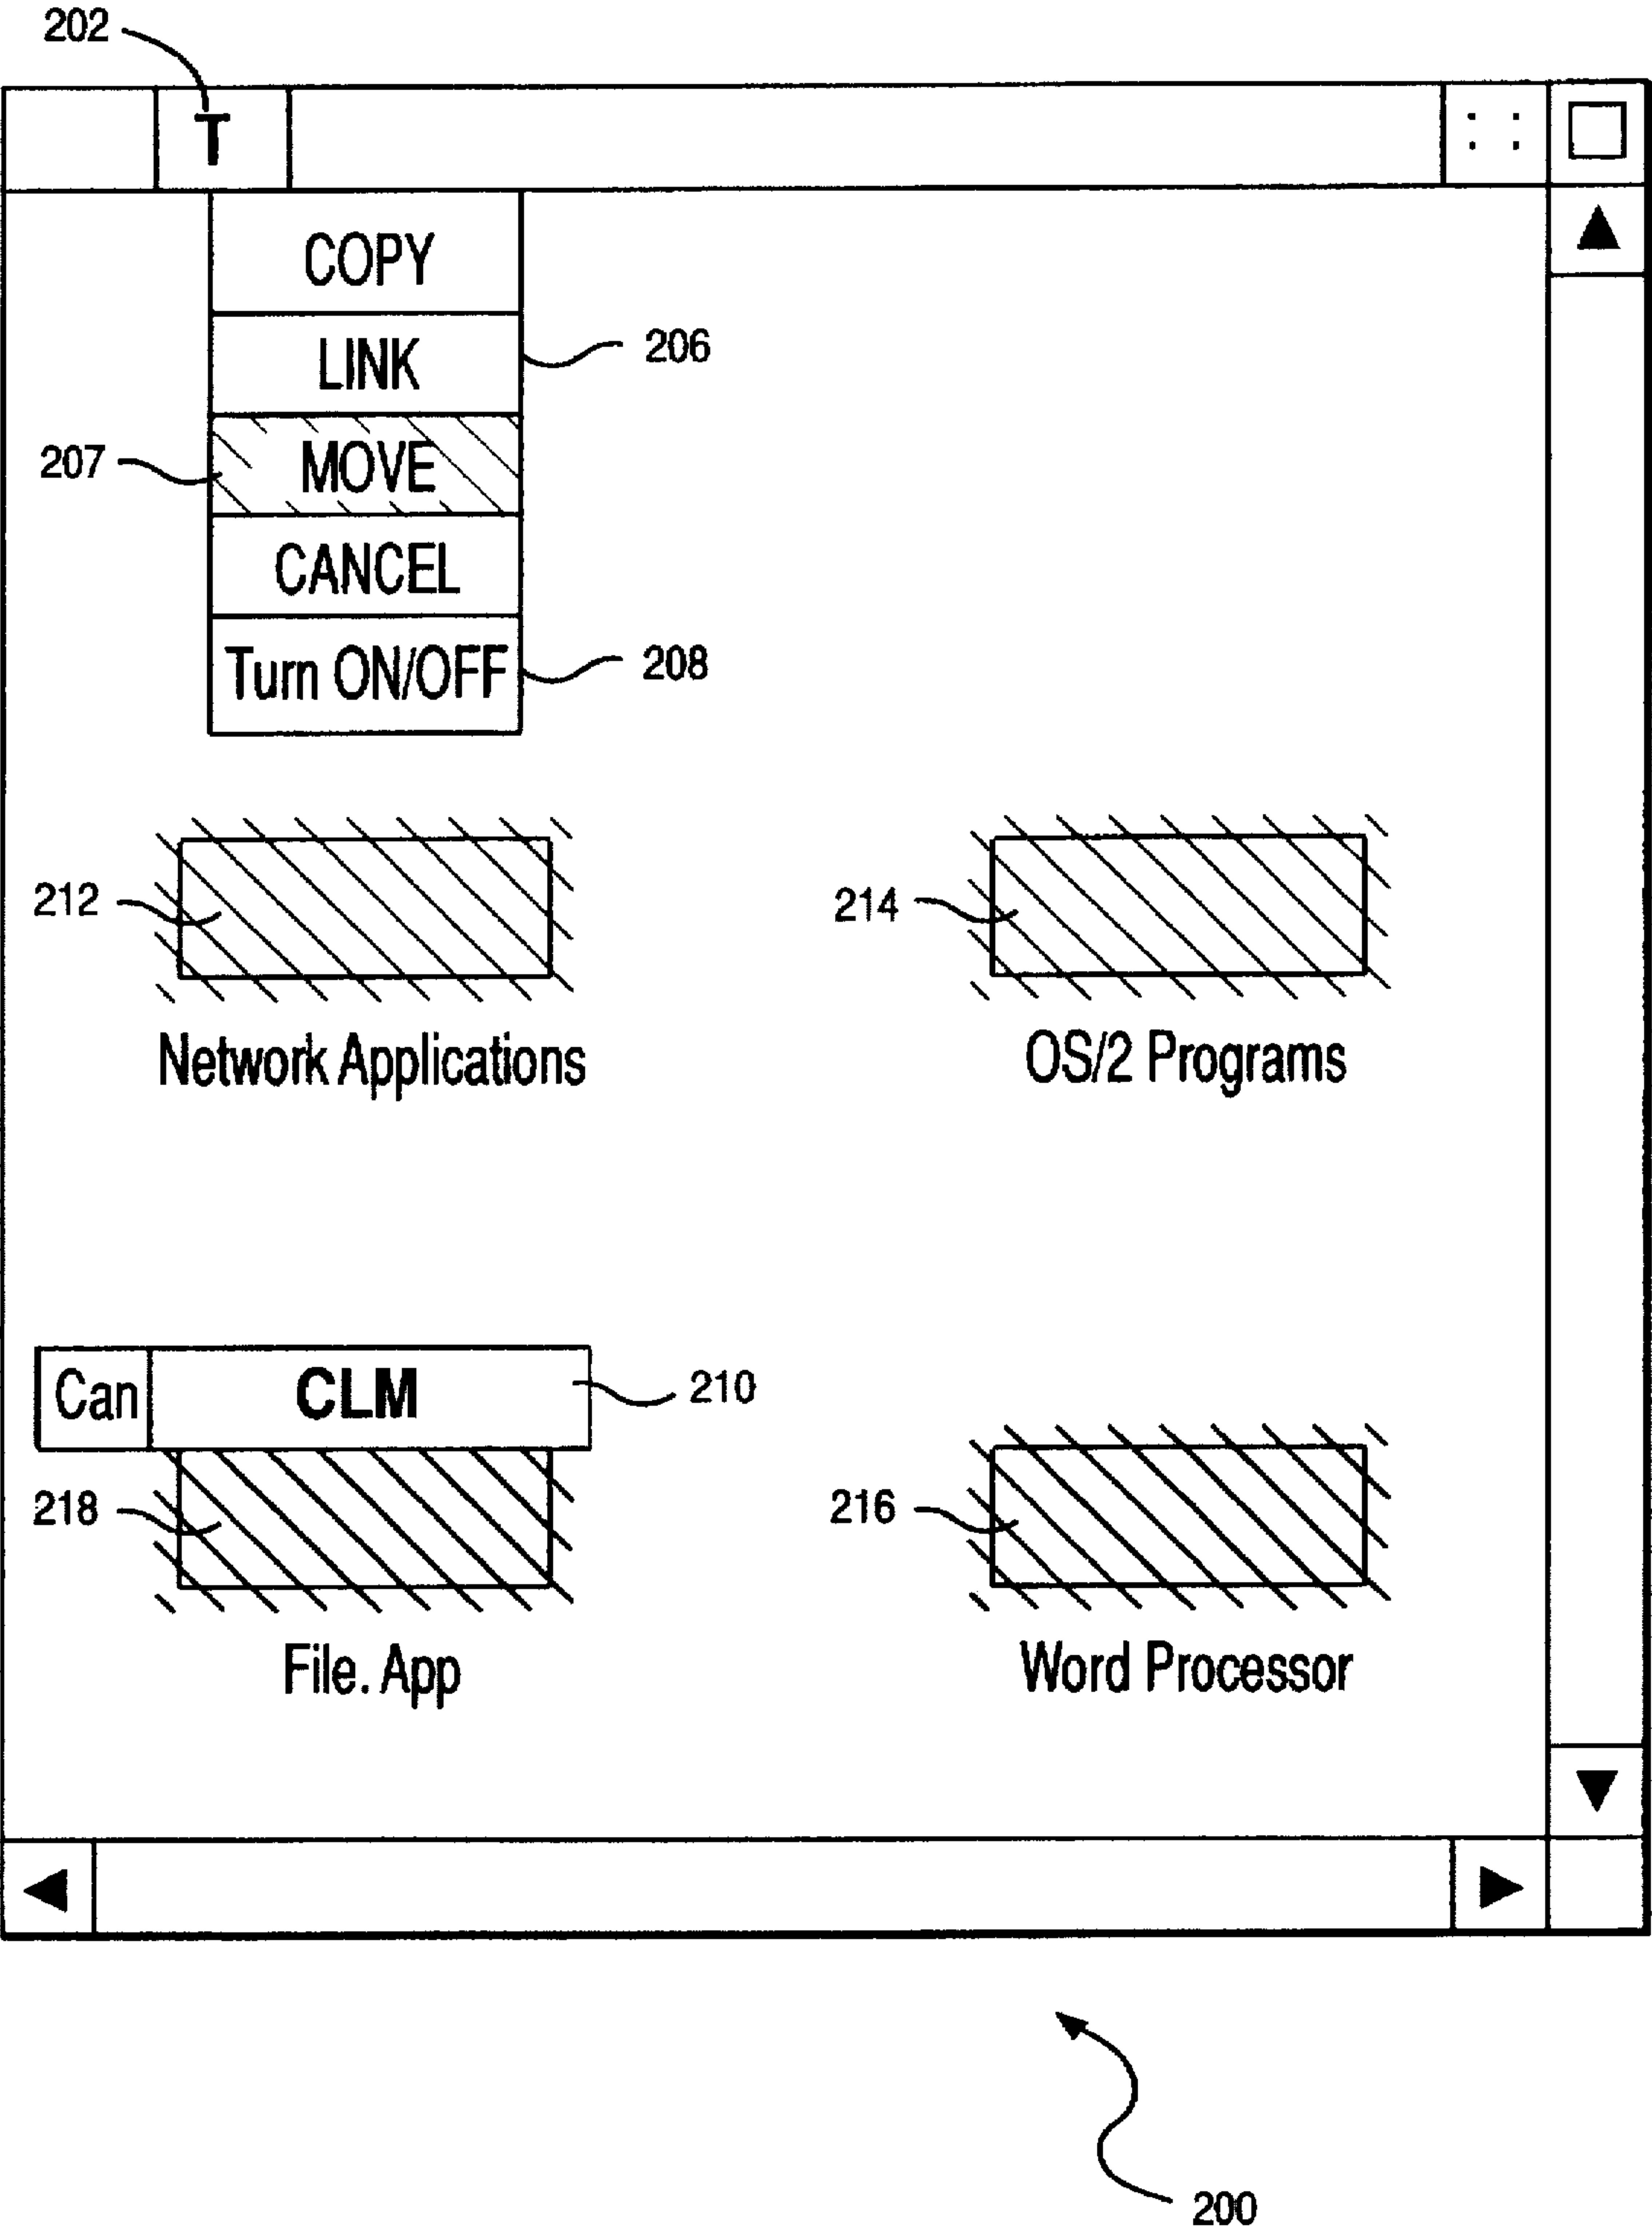 202
T
COPY
LINK
206
207
MOVE
CANCEL
Turn ON/OFF
208
212
214
Network Applications
OS/2 Programs
Can
CLM
210
218
216
File. App
Word Processor
200